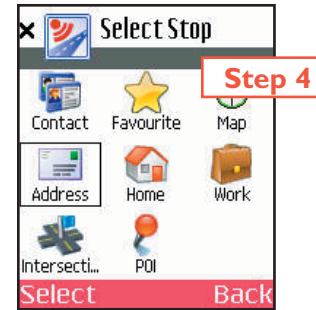 Select Stop
Step 4
Contact Favourite Map
Address Home Work
Intersecti... POI
Select Back